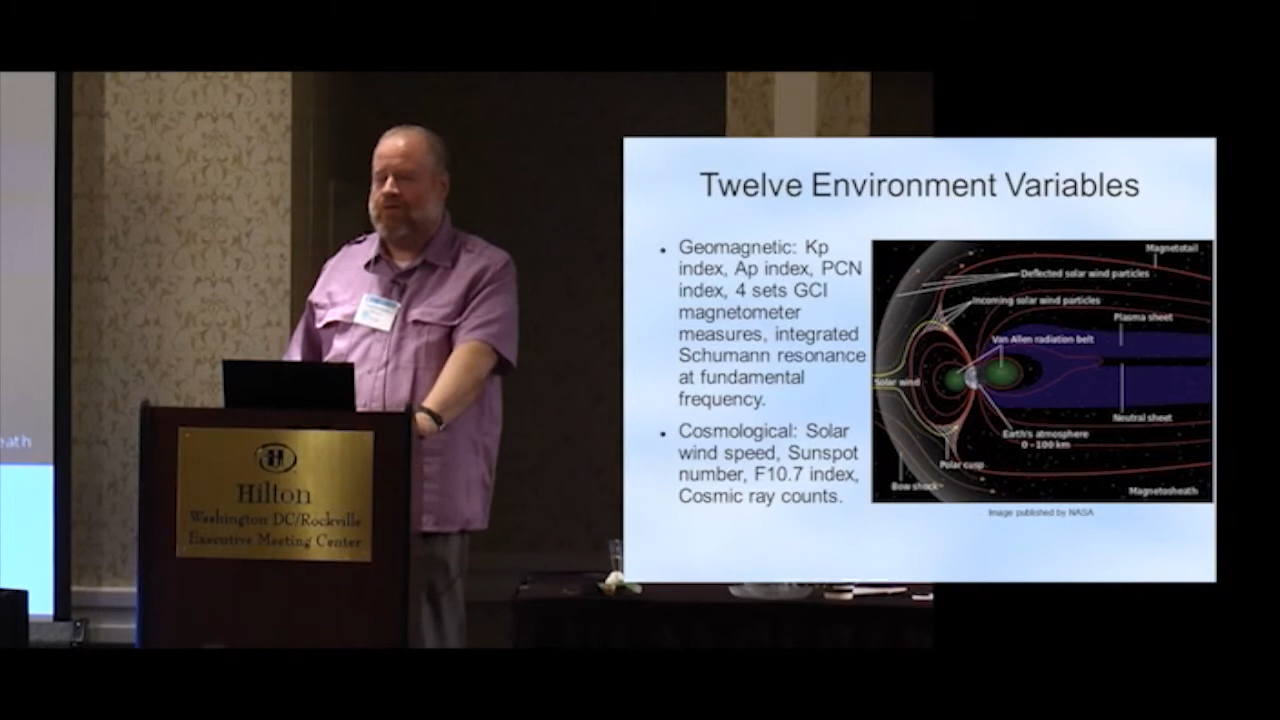 eath
Hilton
Washington DC/Rockville
Executive Meeting Center
Twelve Environment Variables
• Geomagnetic: Kp
index, Ap index, PCN
index, 4 sets GCI
magnetometer
measures, integrated
Schumann resonance
at fundamental
frequency.
• Cosmological: Solar
wind speed, Sunspot
number, F10.7 index,
Cosmic ray counts.
Magnetotail
Deflected solar wind particles
Incoming solar wind particles
Plasma sheet
Van Allen radiation belt
Solar wind
Neutral sheet
Earth's atmosphere
0 - 100 km
Polar cusp
Bow shock
Magnetosheath
Image published by NASA